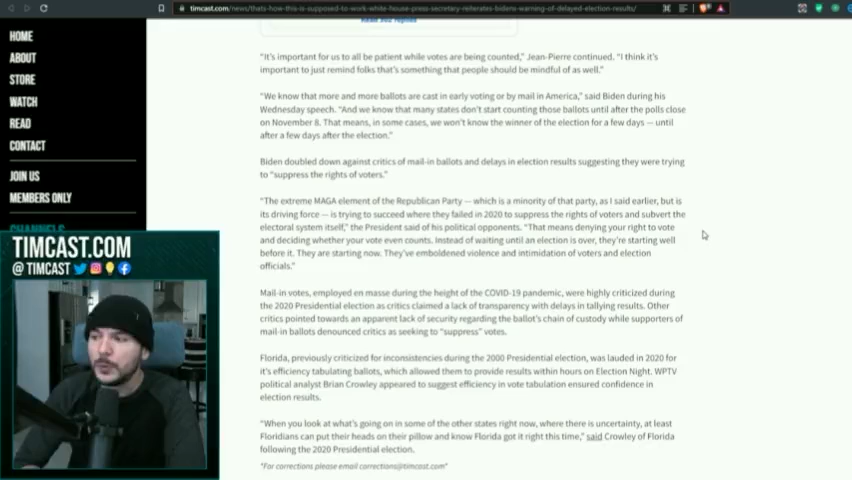 timcast.com/news/thats-how-this-is-supposed-to-work-white-house-press-secretary-reiterates-bidens-warning-of-delayed-election-results/
HOME
ABOUT
STORE
WATCH
READ
CONTACT
JOIN US
MEMBERS ONLY
CHANNELS
TIMCAST.COM
@ TIMCAST
Read 302 replies
"It's important for us to all be patient while votes are being counted," Jean-Pierre continued. "I think it's
important to just remind folks that's something that people should be mindful of as well."
"We know that more and more ballots are cast in early voting or by mail in America," said Biden during his
Wednesday speech. "And we know that many states don't start counting those ballots until after the polls close
on November 8. That means, in some cases, we won't know the winner of the election for a few days — until
after a few days after the election."
Biden doubled down against critics of mail-in ballots and delays in election results suggesting they were trying
to "suppress the rights of voters."
"The extreme MAGA element of the Republican Party — which is a minority of that party, as I said earlier, but is
its driving force — is trying to succeed where they failed in 2020 to suppress the rights of voters and subvert the
electoral system itself," the President said of his political opponents. "That means denying your right to vote
and deciding whether your vote even counts. Instead of waiting until an election is over, they're starting well
before it. They are starting now. They've emboldened violence and intimidation of voters and election
officials."
Mail-in votes, employed en masse during the height of the COVID-19 pandemic, were highly criticized during
the 2020 Presidential election as critics claimed a lack of transparency with delays in tallying results. Other
critics pointed towards an apparent lack of security regarding the ballot's chain of custody while supporters of
mail-in ballots denounced critics as seeking to "suppress" votes.
Florida, previously criticized for inconsistencies during the 2000 Presidential election, was lauded in 2020 for
it's efficiency tabulating ballots, which allowed them to provide results within hours on Election Night. WPTV
political analyst Brian Crowley appeared to suggest efficiency in vote tabulation ensured confidence in
election results.
"When you look at what's going on in some of the other states right now, where there is uncertainty, at least
Floridians can put their heads on their pillow and know Florida got it right this time," said Crowley of Florida
following the 2020 Presidential election.
*For corrections please email corrections@timcast.com*